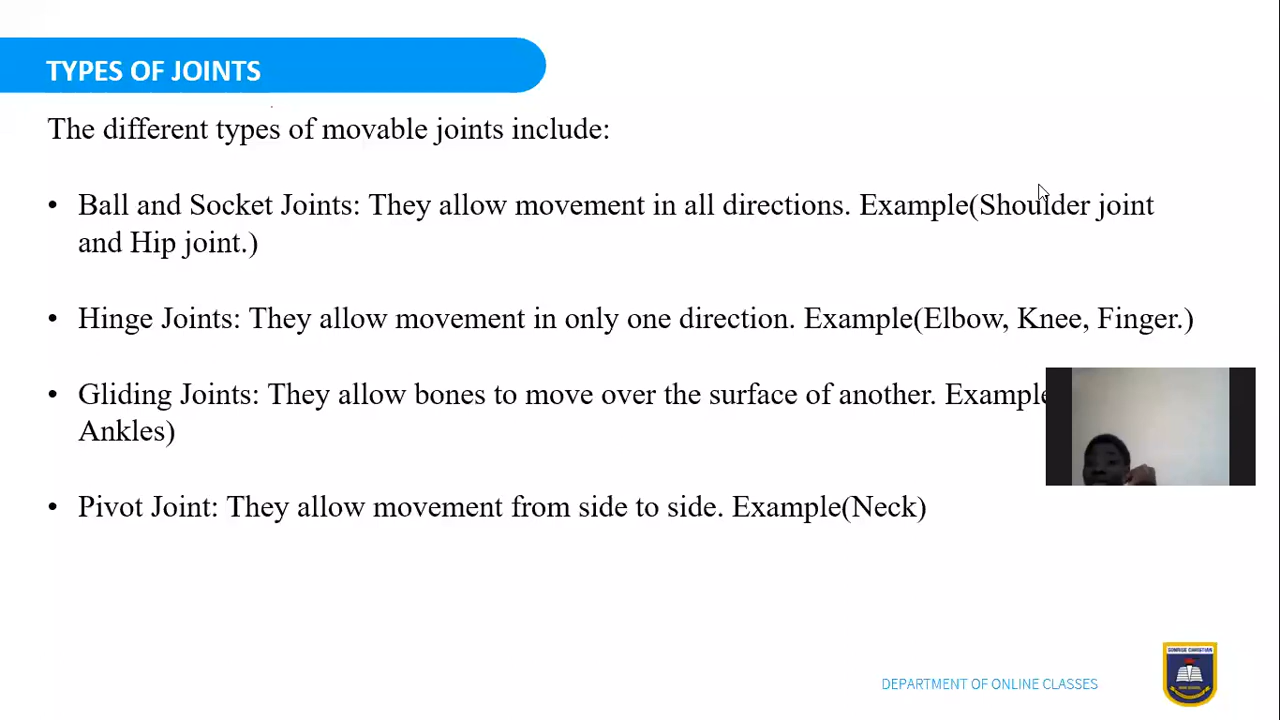 TYPES OF JOINTS
The different types of movable joints include:
• Ball and Socket Joints: They allow movement in all directions. Example(Shoulder joint
and Hip joint.)
• Hinge Joints: They allow movement in only one direction. Example(Elbow, Knee, Finger.)
• Gliding Joints: They allow bones to move over the surface of another. Example
Ankles)
• Pivot Joint: They allow movement from side to side. Example(Neck)
DEPARTMENT OF ONLINE CLASSES